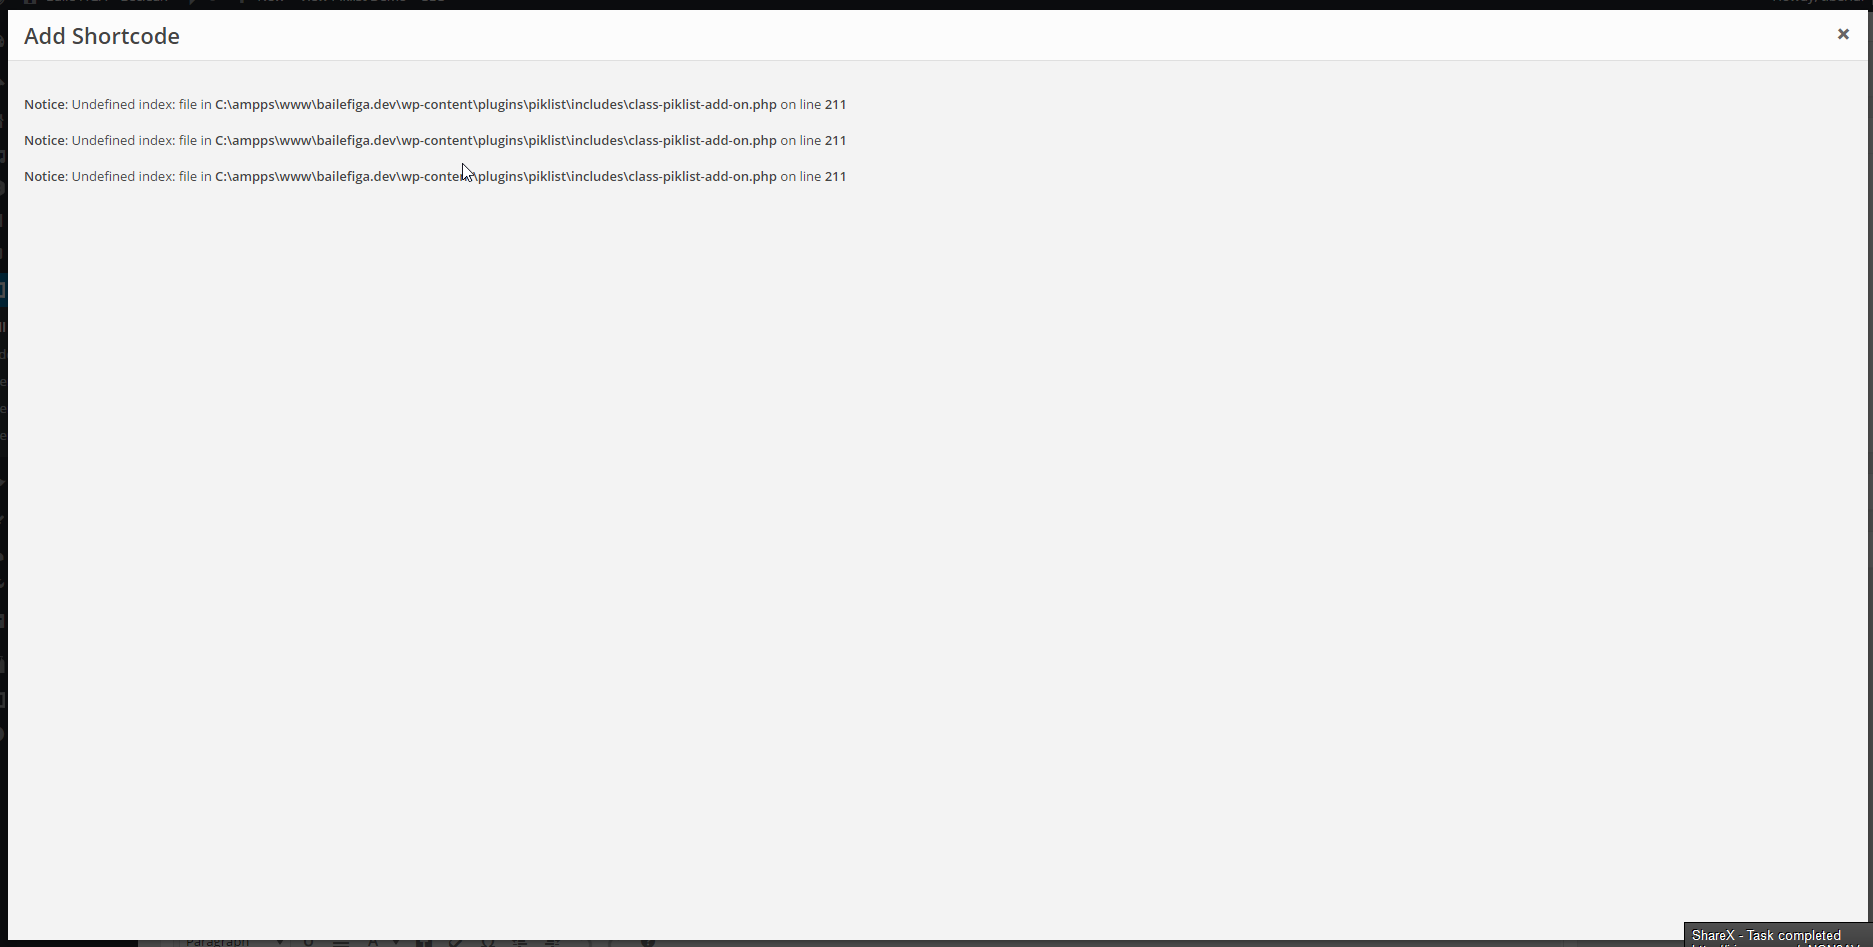 Add Shortcode
Notice: Undefined index: file in C:\ampps\www\bailefiga.dev\wp-content\plugins\piklist\includes\class-piklist-add-on.php on line 211
Notice: Undefined index: file in C:\ampps\www\bailefiga.dev\wp-content\plugins\piklist\includes\class-piklist-add-on.php on line 211
Notice: Undefined index: file in C:\ampps\www\bailefiga.dev\wp-content\plugins\piklist\includes\class-piklist-add-on.php on line 211
Paragraph
ShareX - Task completed